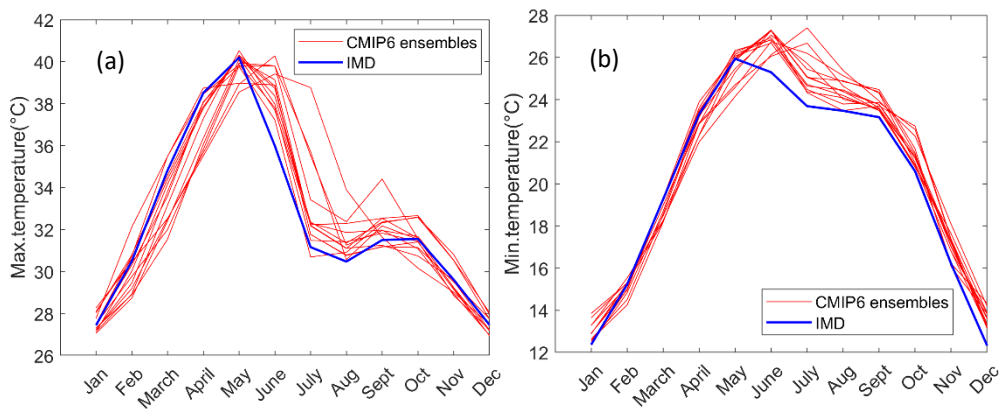 (a)
CMIP6 ensembles
IMD
Max.temperature(°C)
42
40
38
36
34
32
30
28
26
Jan
Feb
March
April
May
June
July
Aug
Sept
Oct
Nov
Dec
(b)
CMIP6 ensembles
IMD
Min.temperature(°C)
28
26
24
22
20
18
16
14
12
Jan
Feb
March
April
May
June
July
Aug
Sept
Oct
Nov
Dec